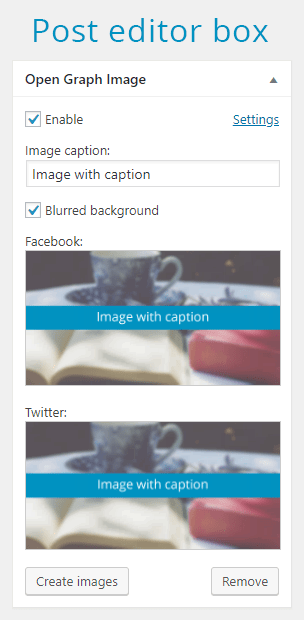 Post editor box
Open Graph Image
Enable Settings
Image caption:
Image with caption
Blurred background
Facebook:
Image with caption
Twitter:
Image with caption
Create images Remove